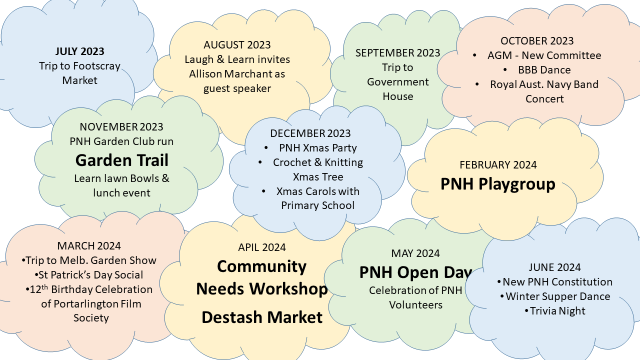 JULY 2023
Trip to Footscray
Market
AUGUST 2023
Laugh & Learn invites
Allison Marchant as
guest speaker
SEPTEMBER 2023
Trip to
Government
House
OCTOBER 2023
• AGM - New Committee
• BBB Dance
• Royal Aust. Navy Band
Concert
NOVEMBER 2023
PNH Garden Club run
Garden Trail
Learn lawn Bowls &
lunch event
DECEMBER 2023
• PNH Xmas Party
• Crochet & Knitting
Xmas Tree
• Xmas Carols with
Primary School
FEBRUARY 2024
PNH Playgroup
MARCH 2024
•Trip to Melb. Garden Show
•St Patrick's Day Social
•12th Birthday Celebration
of Portarlington Film
Society
APIL 2024
Community
Needs Workshop
Destash Market
MAY 2024
PNH Open Day
Celebration of PNH
Volunteers
JUNE 2024
•New PNH Constitution
•Winter Supper Dance
•Trivia Night